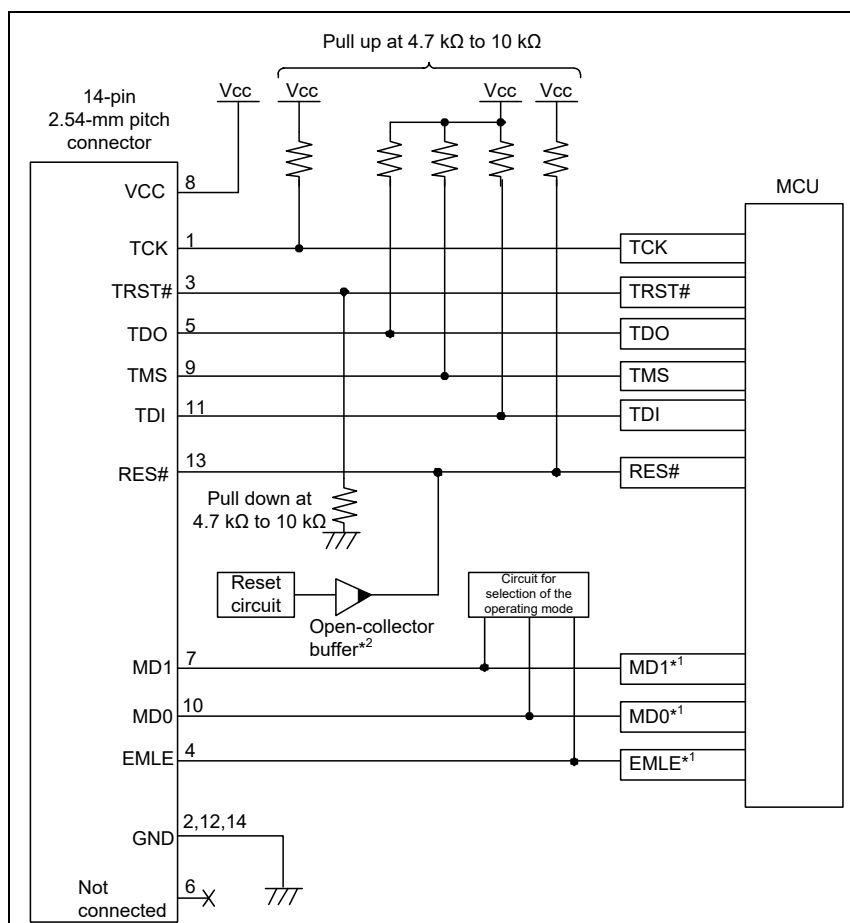 Pull up at 4.7 kΩ to 10 kΩ
14-pin
2.54-mm pitch
connector
Vcc
Vcc
Vcc
Vcc
MCU
VCC
8
TCK
1
TCK
TRST#
3
TRST#
TDO
5
TDO
TMS
9
TMS
TDI
11
TDI
RES#
13
RES#
Pull down at
4.7 kΩ to 10 kΩ
Reset
circuit
Open-collector
buffer*2
Circuit for
selection of the
operating mode
MD1
7
MD1*1
MD0
10
MD0*1
EMLE
4
EMLE*1
GND
2,12,14
Not
connected
6